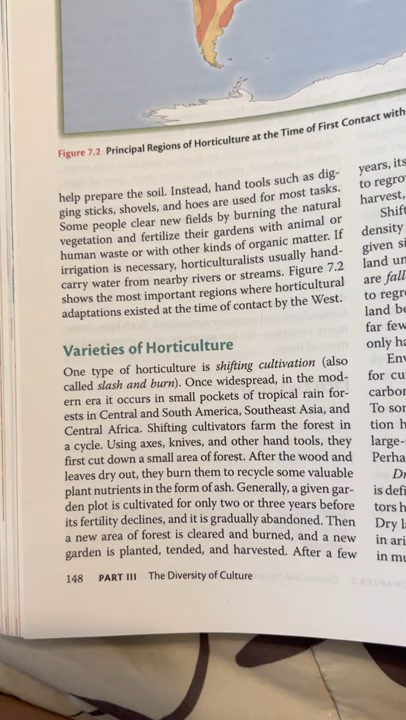 Figure 7.2 Principal Regions of Horticulture at the Time of First Contact with
help prepare the soil. Instead, hand tools such as dig-
ging sticks, shovels, and hoes are used for most tasks.
Some people clear new fields by burning the natural
vegetation and fertilize their gardens with animal or
human waste or with other kinds of organic matter. If
irrigation is necessary, horticulturalists usually hand-
carry water from nearby rivers or streams. Figure 7.2
shows the most important regions where horticultural
adaptations existed at the time of contact by the West.
Varieties of Horticulture
One type of horticulture is shifting cultivation (also
called slash and burn). Once widespread, in the mod-
ern era it occurs in small pockets of tropical rain for-
ests in Central and South America, Southeast Asia, and
Central Africa. Shifting cultivators farm the forest in
a cycle. Using axes, knives, and other hand tools, they
first cut down a small area of forest. After the wood and
leaves dry out, they burn them to recycle some valuable
plant nutrients in the form of ash. Generally, a given gar-
den plot is cultivated for only two or three years before
its fertility declines, and it is gradually abandoned. Then
a new area of forest is cleared and burned, and a new
garden is planted, tended, and harvested. After a few
148 PART III The Diversity of Culture
years, its
to regro
harvest,
Shift
density
given si
land un
are fall
to regr
land be
far few
only ha
Env
for cu
carbor
To sor
tion h
large-
Perha
Dr
is defi
tors h
Dry l
in ari
in mu